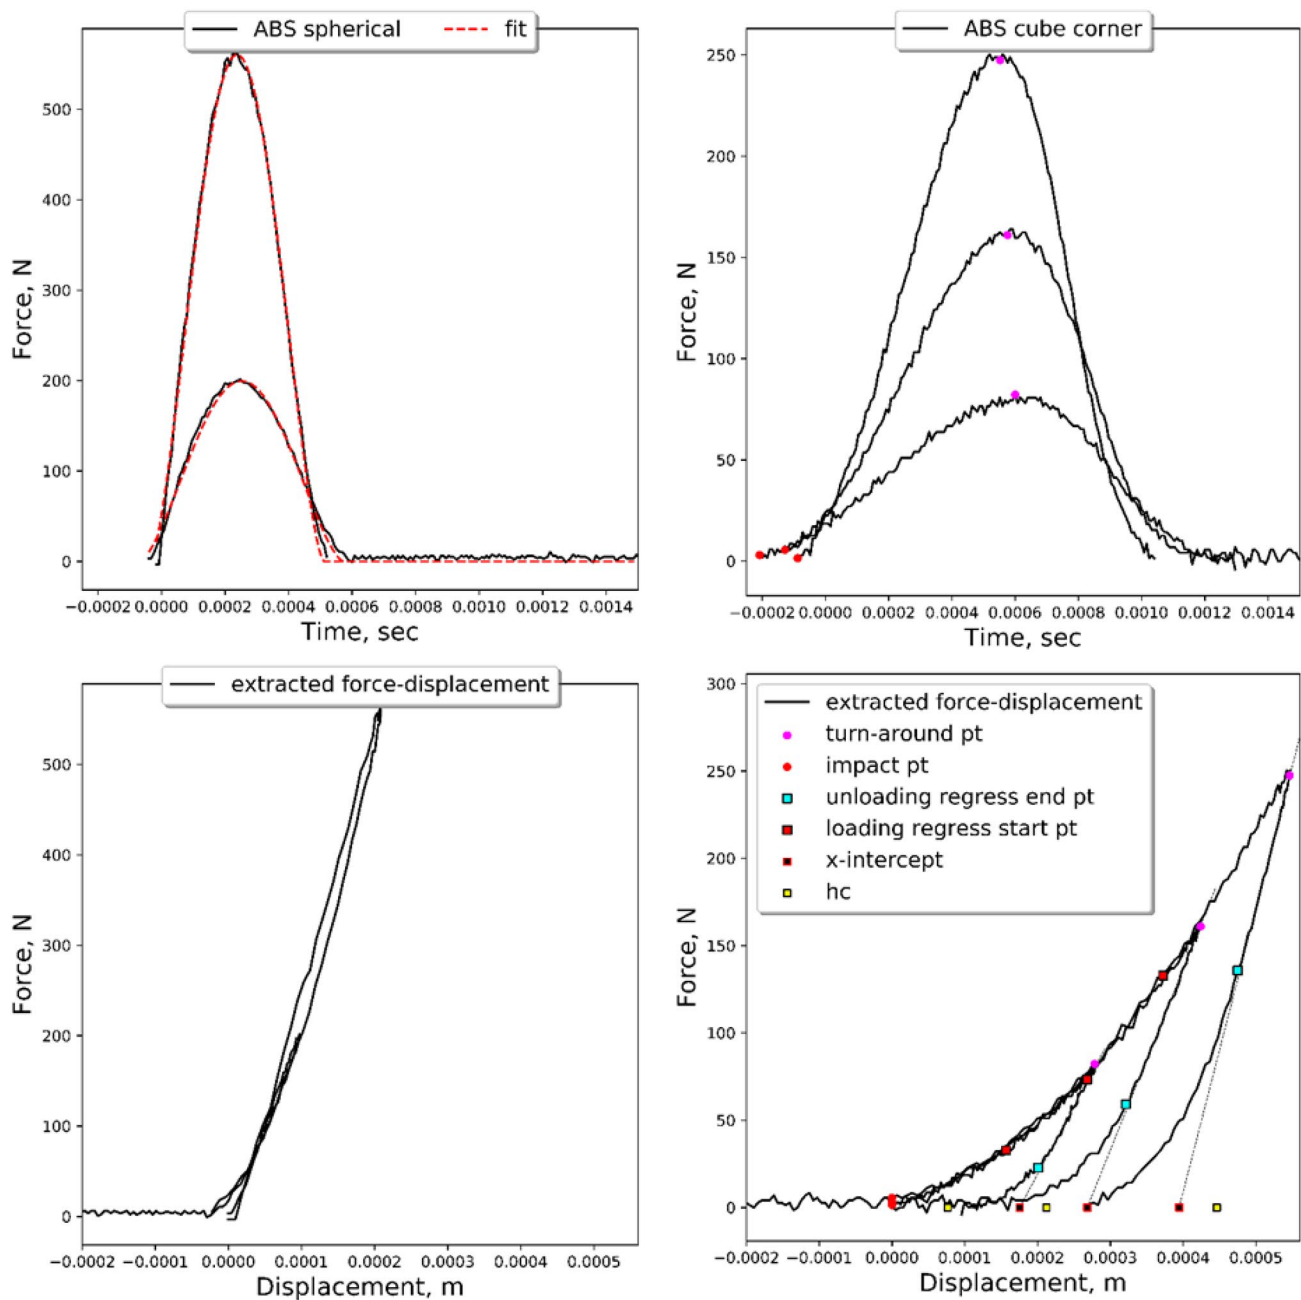 ABS spherical fit
500
400
300
200
100
0
Force, N
−0.0002 0.0000 0.0002 0.0004 0.0006 0.0008 0.0010 0.0012 0.0014
Time, sec
ABS cube corner
250
200
150
100
50
0
Force, N
−0.0002 0.0000 0.0002 0.0004 0.0006 0.0008 0.0010 0.0012 0.0014
Time, sec
extracted force-displacement
500
400
300
200
100
0
Force, N
−0.0002 −0.0001 0.0000 0.0001 0.0002 0.0003 0.0004 0.0005
Displacement, m
extracted force-displacement
turn-around pt
impact pt
unloading regress end pt
loading regress start pt
x-intercept
hc
300
250
200
150
100
50
0
Force, N
−0.0002 −0.0001 0.0000 0.0001 0.0002 0.0003 0.0004 0.0005
Displacement, m